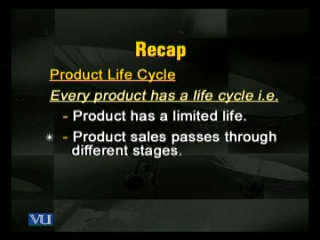 Recap
Product Life Cycle
Every product has a life cycle i.e.
- Product has a limited life.
- Product sales passes through
different stages.
VU